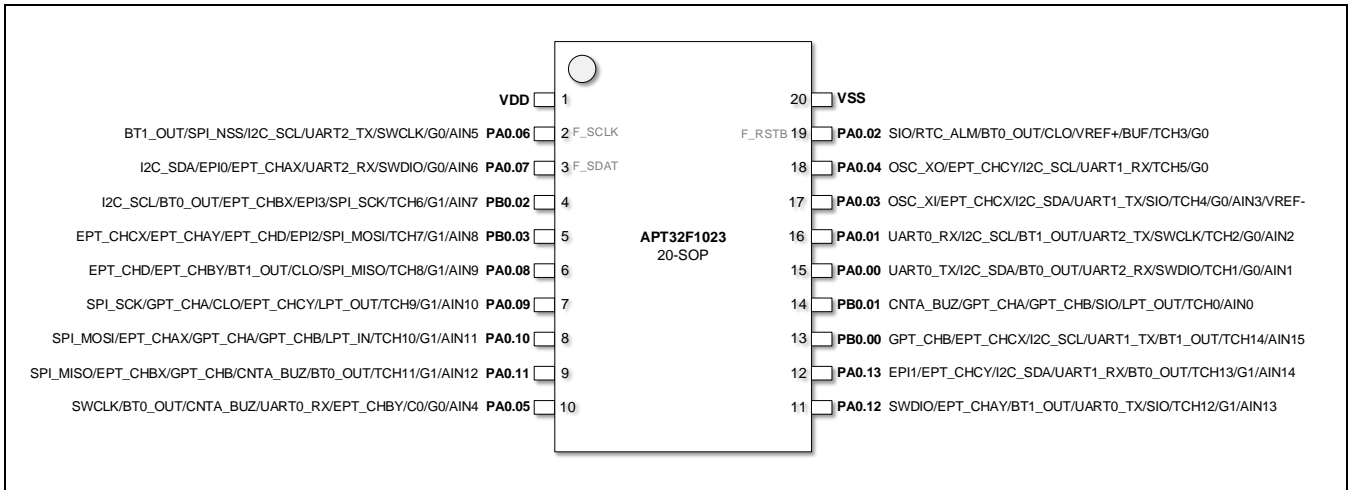 VDD 1 20 VSS
BT1_OUT/SPI_NSS/I2C_SCL/UART2_TX/SWCLK/G0/AIN5 PA0.06 2 F_SCLK F_RSTB 19 PA0.02 SIO/RTC_ALM/BT0_OUT/CLO/VREF+/BUF/TCH3/G0
I2C_SDA/EPI0/EPT_CHAX/UART2_RX/SWDIO/G0/AIN6 PA0.07 3 F_SDAT 18 PA0.04 OSC_XO/EPT_CHCY/I2C_SCL/UART1_RX/TCH5/G0
I2C_SCL/BT0_OUT/EPT_CHBX/EPI3/SPI_SCK/TCH6/G1/AIN7 PB0.02 4 17 PA0.03 OSC_XI/EPT_CHCX/I2C_SDA/UART1_TX/SIO/TCH4/G0/AIN3/VREF-
EPT_CHCX/EPT_CHAY/EPT_CHD/EPI2/SPI_MOSI/TCH7/G1/AIN8 PB0.03 5 APT32F1023 16 PA0.01 UART0_RX/I2C_SCL/BT1_OUT/UART2_TX/SWCLK/TCH2/G0/AIN2
20-SOP
EPT_CHD/EPT_CHBY/BT1_OUT/CLO/SPI_MISO/TCH8/G1/AIN9 PA0.08 6 15 PA0.00 UART0_TX/I2C_SDA/BT0_OUT/UART2_RX/SWDIO/TCH1/G0/AIN1
SPI_SCK/GPT_CHA/CLO/EPT_CHCY/LPT_OUT/TCH9/G1/AIN10 PA0.09 7 14 PB0.01 CNTA_BUZ/GPT_CHA/GPT_CHB/SIO/LPT_OUT/TCH0/AIN0
SPI_MOSI/EPT_CHAX/GPT_CHA/GPT_CHB/LPT_IN/TCH10/G1/AIN11 PA0.10 8 13 PB0.00 GPT_CHB/EPT_CHCX/I2C_SCL/UART1_TX/BT1_OUT/TCH14/AIN15
SPI_MISO/EPT_CHBX/GPT_CHB/CNTA_BUZ/BT0_OUT/TCH11/G1/AIN12 PA0.11 9 12 PA0.13 EPI1/EPT_CHCY/I2C_SDA/UART1_RX/BT0_OUT/TCH13/G1/AIN14
SWCLK/BT0_OUT/CNTA_BUZ/UART0_RX/EPT_CHBY/C0/G0/AIN4 PA0.05 10 11 PA0.12 SWDIO/EPT_CHAY/BT1_OUT/UART0_TX/SIO/TCH12/G1/AIN13